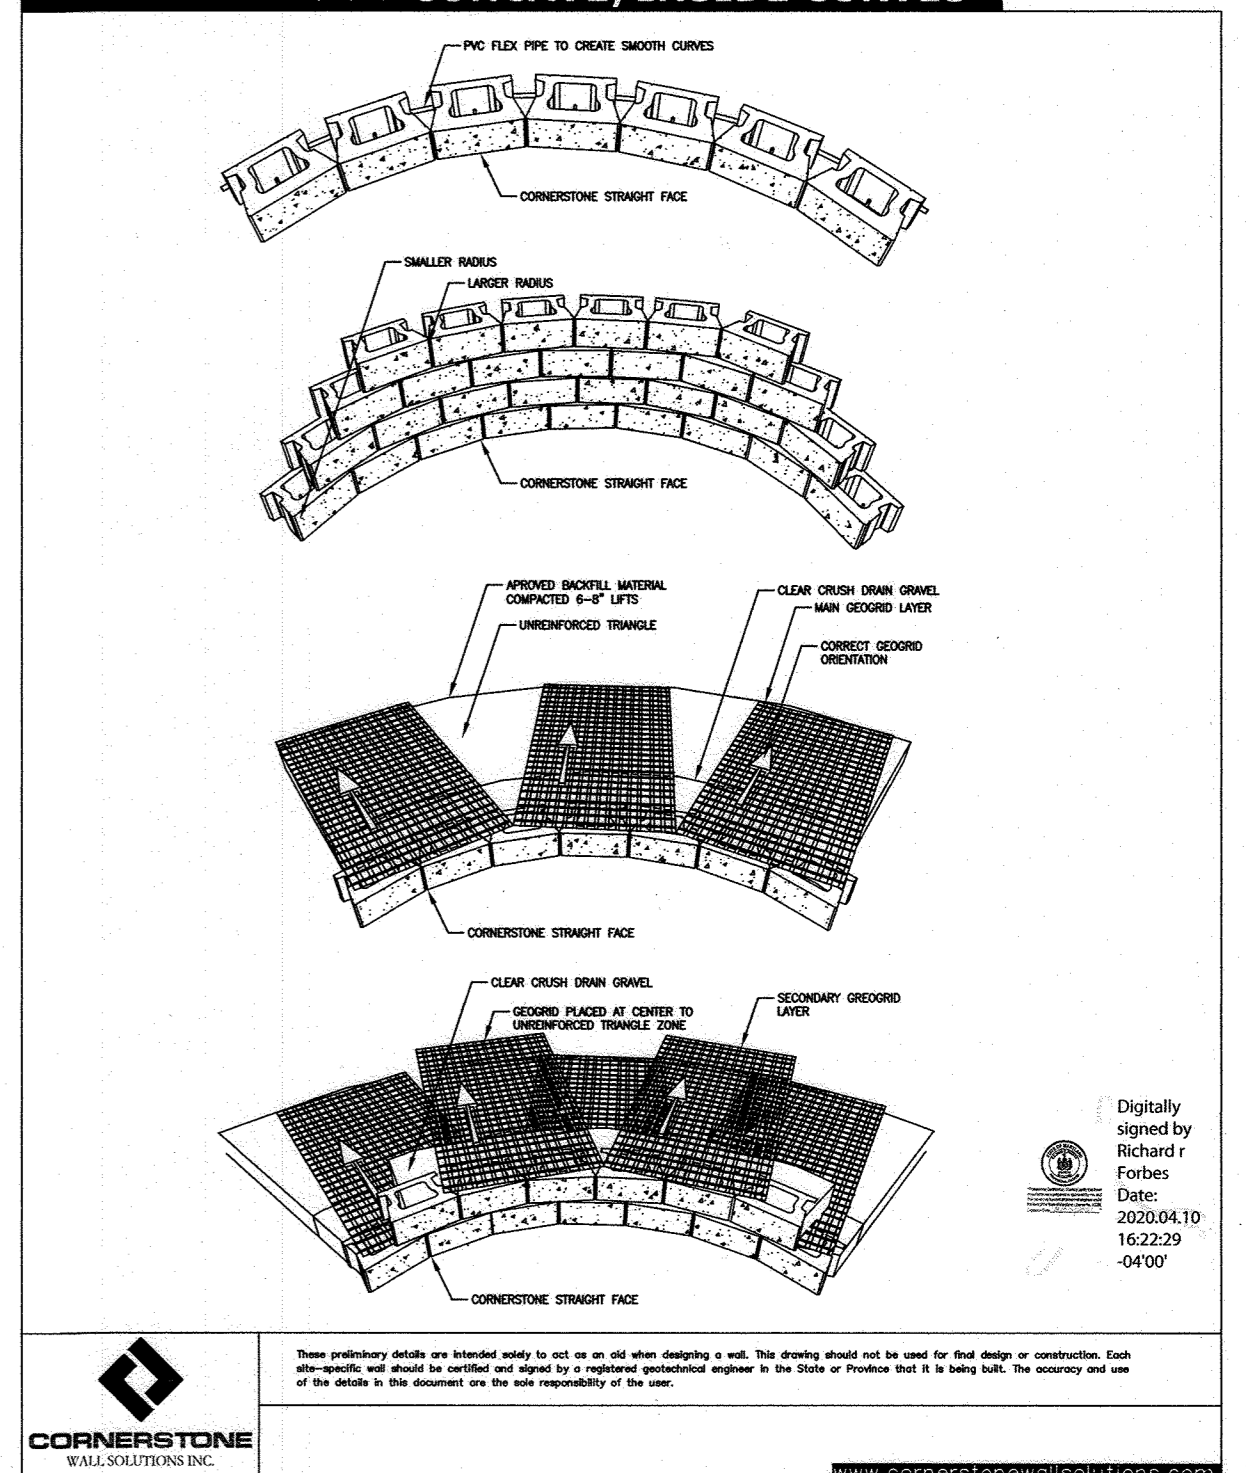 PVC FLEX PIPE TO CREATE SMOOTH CURVES
CORNERSTONE STRAIGHT FACE
SMALLER RADIUS
LARGER RADIUS
CORNERSTONE STRAIGHT FACE
APROVED BACKFILL MATERIAL
COMPACTED 6-8" LIFTS
UNREINFORCED TRIANGLE
CLEAR CRUSH DRAIN GRAVEL
MAIN GEOGRID LAYER
CORRECT GEOGRID
ORIENTATION
CORNERSTONE STRAIGHT FACE
CLEAR CRUSH DRAIN GRAVEL
GEOGRID PLACED AT CENTER TO
UNREINFORCED TRIANGLE ZONE
SECONDARY GREOGRID
LAYER
CORNERSTONE STRAIGHT FACE
Digitally
signed by
Richard r
Forbes
Date:
2020.04.10
16:22:29
-04'00'
These preliminary details are intended solely to act as an aid when designing a wall. This drawing should not be used for final design or construction. Each
site-specific wall should be certified and signed by a registered geotechnical engineer in the State or Province that it is being built. The accuracy and use
of the details in this document are the sole responsibility of the user.
CORNERSTONE
WALL SOLUTIONS INC.
www.cornerstonewallsolutions.com